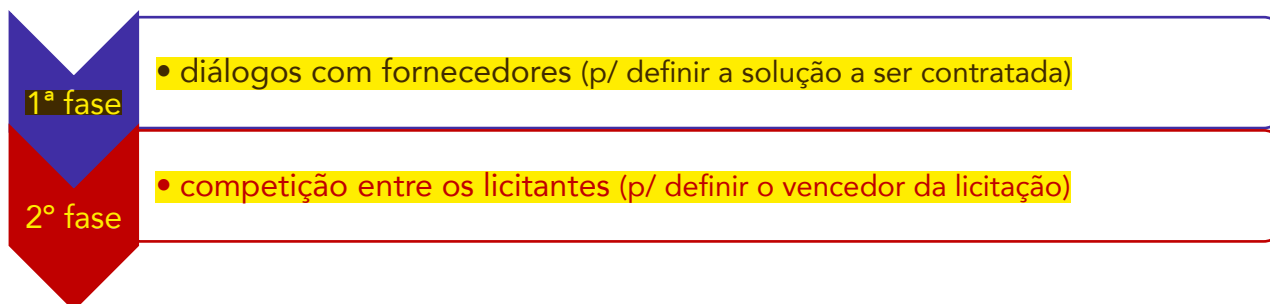 1ª fase
• diálogos com fornecedores (p/ definir a solução a ser contratada)
2º fase
• competição entre os licitantes (p/ definir o vencedor da licitação)